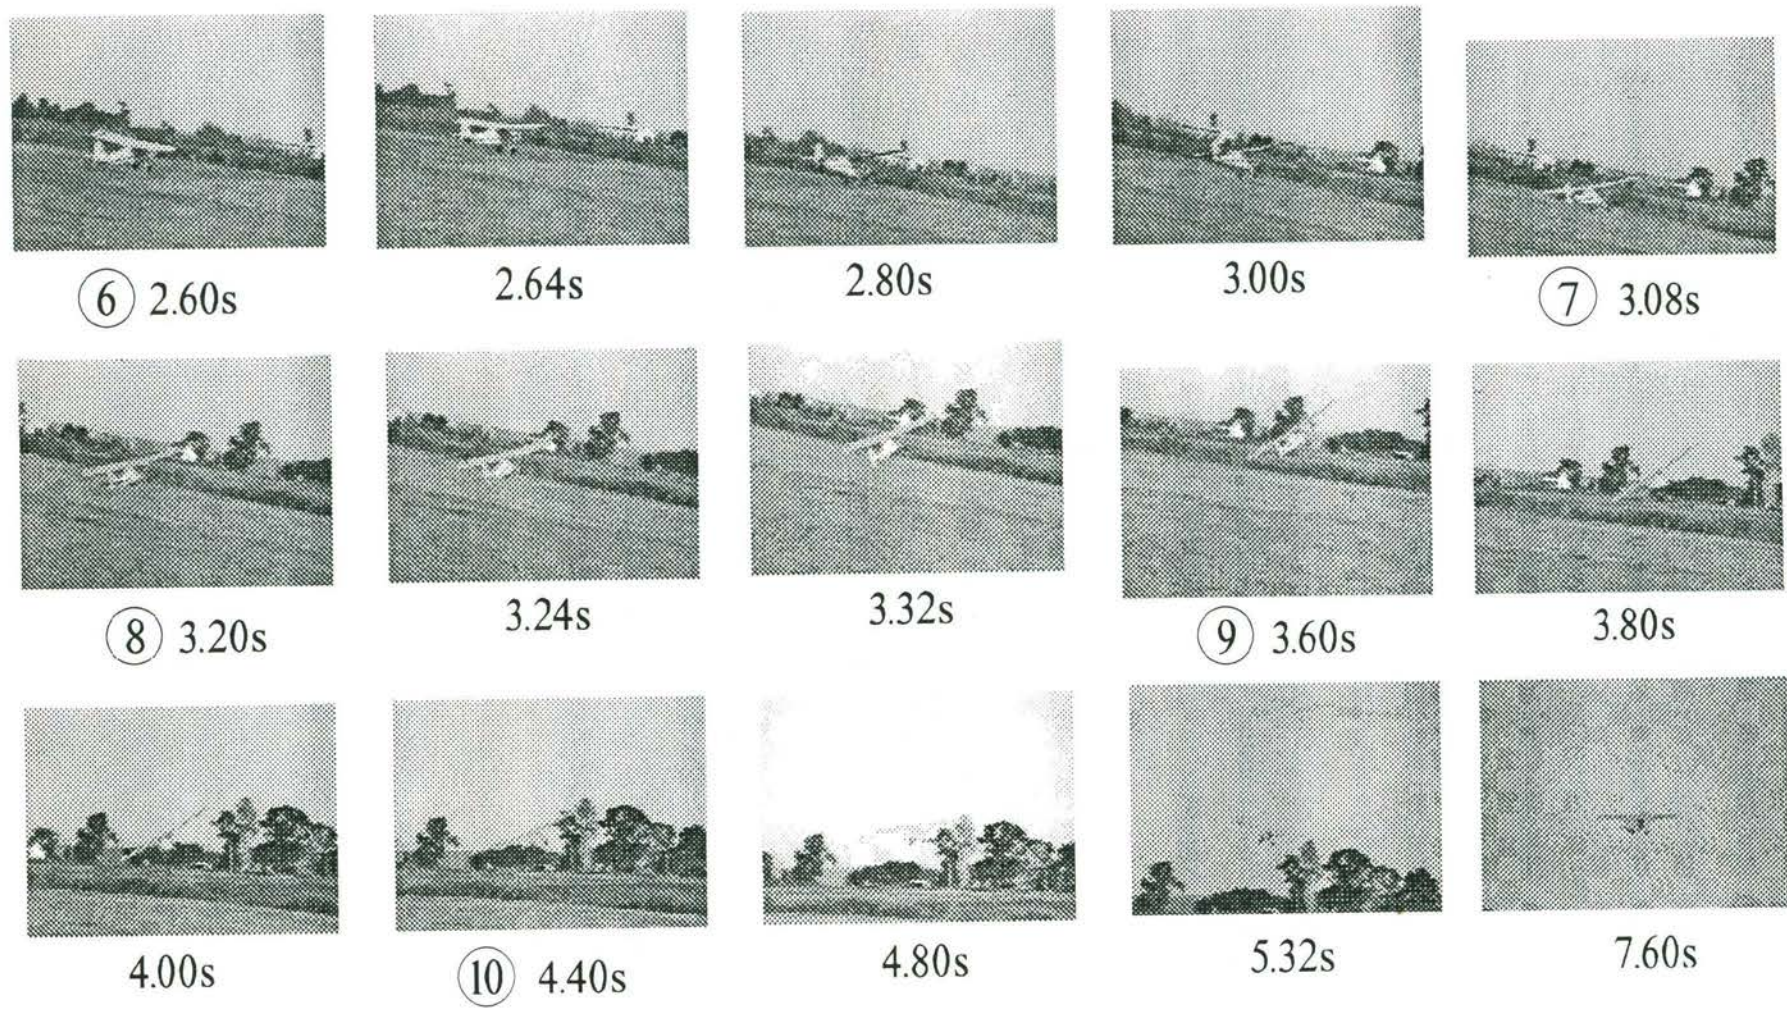 ⑥ 2.60s 2.64s 2.80s 3.00s ⑦ 3.08s
⑧ 3.20s 3.24s 3.32s ⑨ 3.60s 3.80s
4.00s ⑩ 4.40s 4.80s 5.32s 7.60s